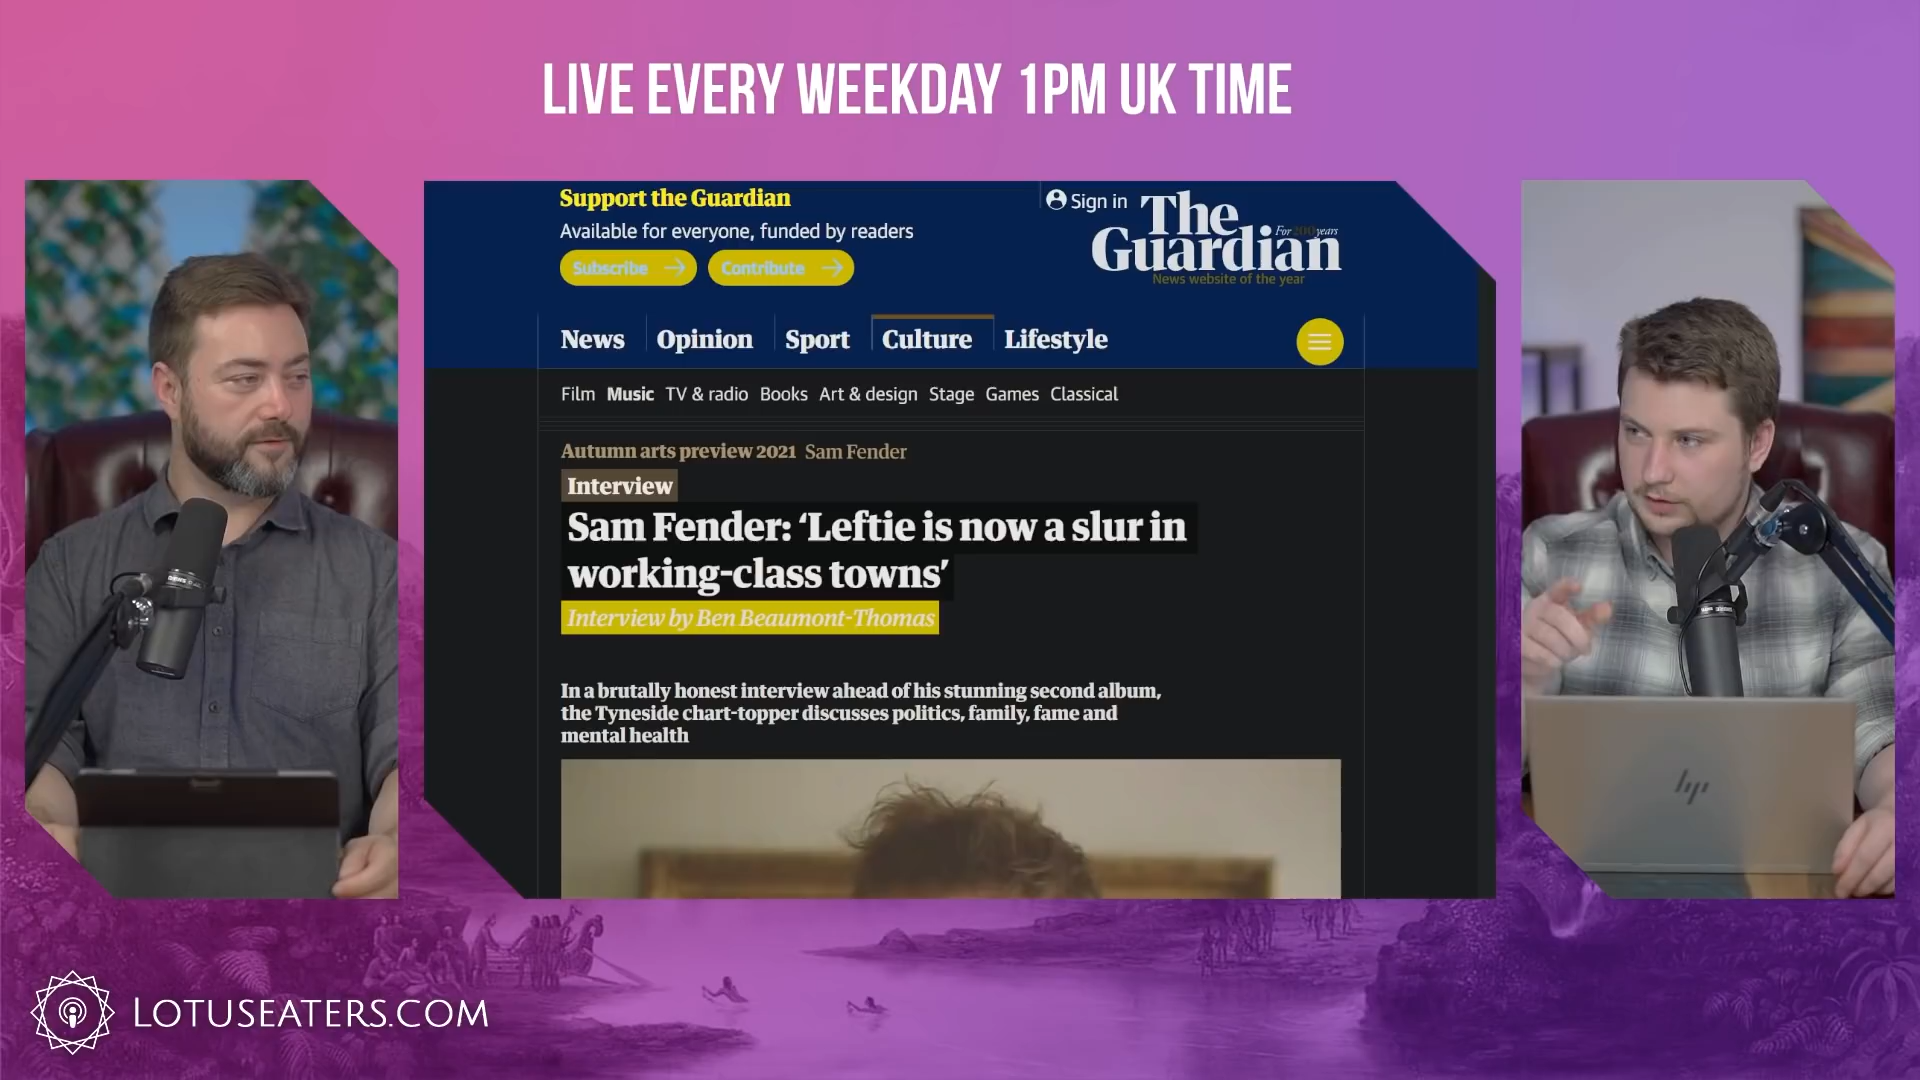 LIVE EVERY WEEKDAY 1PM UK TIME
Support the Guardian
Available for everyone, funded by readers
Subscribe
Contribute
Sign in
The
Guardian
For 200 years
News website of the year
News
Opinion
Sport
Culture
Lifestyle
Film
Music
TV & radio
Books
Art & design
Stage
Games
Classical
Autumn arts preview 2021 Sam Fender
Interview
Sam Fender: ‘Leftie is now a slur in
working-class towns’
Interview by Ben Beaumont-Thomas
In a brutally honest interview ahead of his stunning second album,
the Tyneside chart-topper discusses politics, family, fame and
mental health
hp
LOTUSEATERS.COM